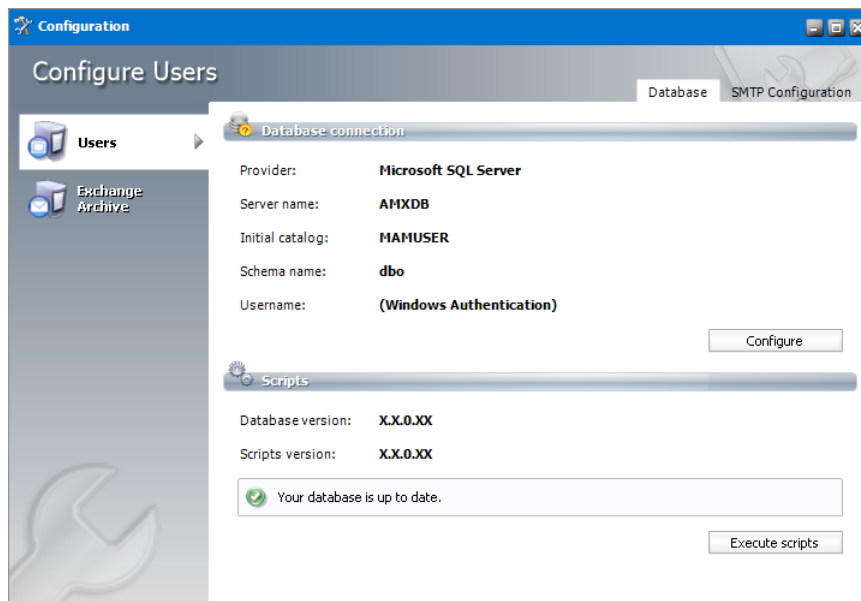 Configuration
Configure Users
Database SMTP Configuration
Users
Exchange
Archive
Database connection
Provider: Microsoft SQL Server
Server name: AMXDB
Initial catalog: MAMUSER
Schema name: dbo
Username: (Windows Authentication)
Configure
Scripts
Database version: X.X.0.XX
Scripts version: X.X.0.XX
Your database is up to date.
Execute scripts